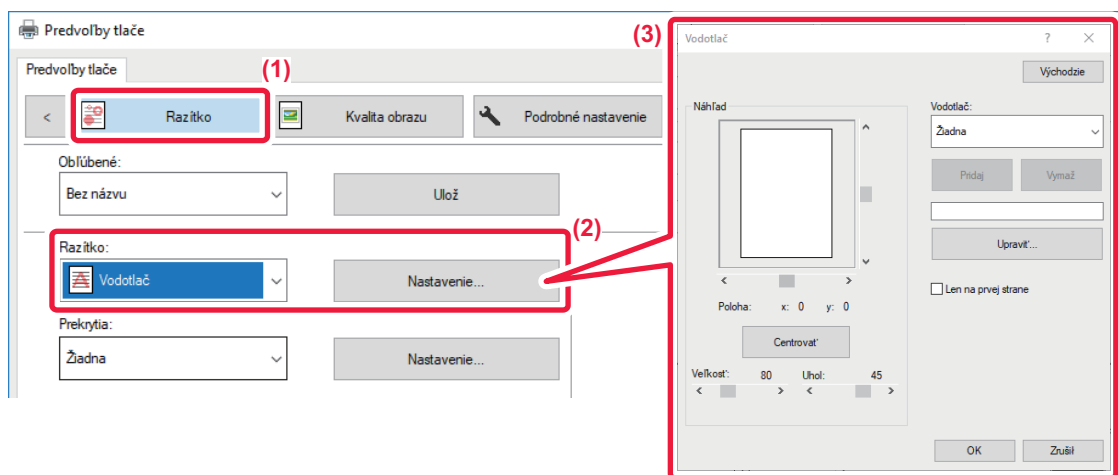 Predvoľby tlače
Predvoľby tlače
(1)
<
Razítko
Kvalita obrazu
Podrobné nastavenie
Obľúbené:
Bez názvu
Ulož
(2)
Razítko:
Vodotlač
Nastavenie...
Prekrytia:
Žiadna
Nastavenie...
(3)
Vodotlač
?
Východzie
Náhľad
Poloha: x: 0 y: 0
Centrovať
Veľkosť: 80 Uhol: 45
Vodotlač:
Žiadna
Pridaj
Vymaž
Upraviť...
Len na prvej strane
OK
Zrušiť